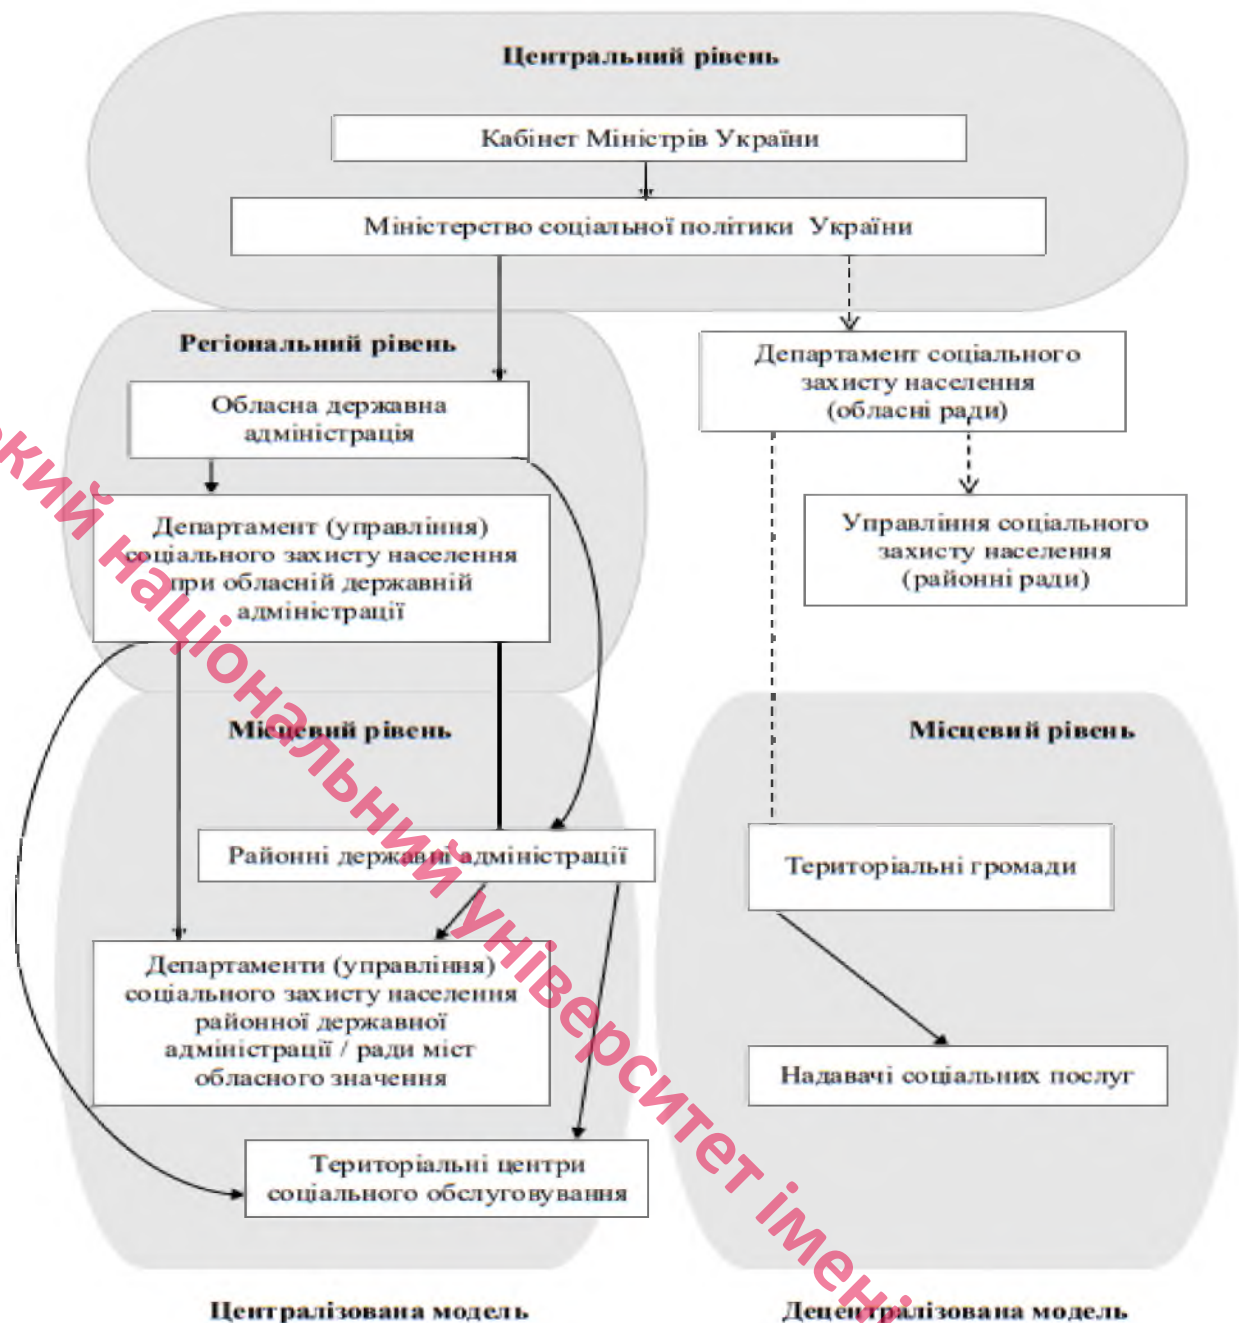 Центральний рівень
Кабінет Міністрів України
Міністерство соціальної політики України
Регіональний рівень
Обласна державна
адміністрація
Департамент (управління)
соціального захисту населення
при обласній державній
адміністрації
Департамент соціального
захисту населення
(обласні ради)
Управління соціального
захисту населення
(районні ради)
Місцевий рівень
Районні державні адміністрації
Департаменти (управління)
соціального захисту населення
районної державної
адміністрації / ради міст
обласного значення
Територіальні центри
соціального обслуговування
Місцевий рівень
Територіальні громади
Надавачі соціальних послуг
Централізована модель
Децентралізована модель
національний університет імені